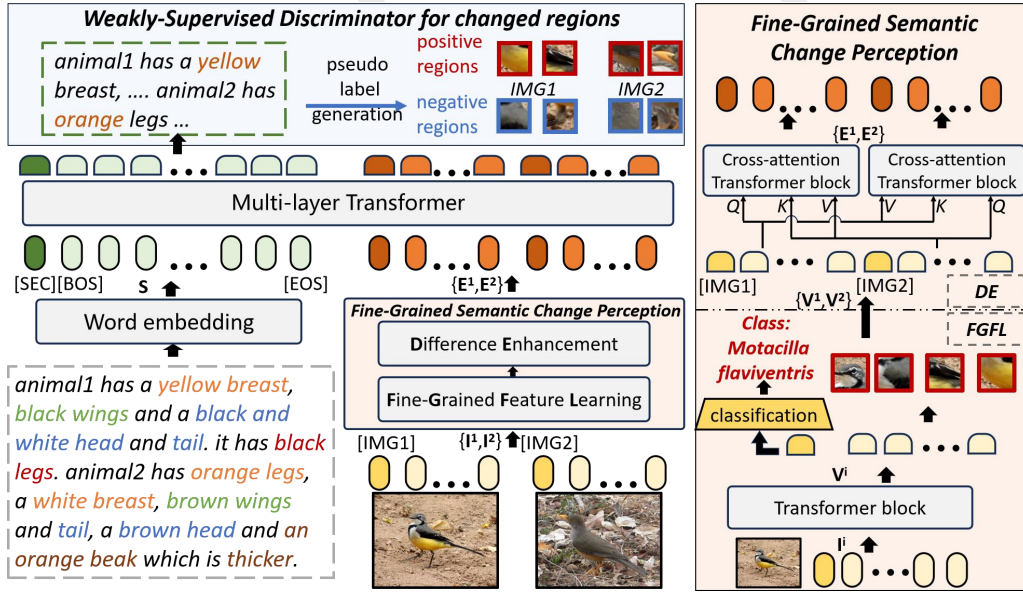 Weakly-Supervised Discriminator for changed regions
animal1 has a yellow
breast, .... animal2 has
orange legs ...
pseudo
label
generation
positive
regions
IMG1
IMG2
negative
regions
Multi-layer Transformer
[SEC][BOS]
S
[EOS]
{E¹,E²}
Word embedding
Fine-Grained Semantic Change Perception
Difference Enhancement
Fine-Grained Feature Learning
[IMG1]
{I¹,I²}
[IMG2]
animal1 has a yellow breast,
black wings and a black and
white head and tail. it has black
legs. animal2 has orange legs,
a white breast, brown wings
and tail, a brown head and an
orange beak which is thicker.
Fine-Grained Semantic
Change Perception
{E¹,E²}
Cross-attention
Transformer block
Cross-attention
Transformer block
Q K V V K Q
[IMG1]
[IMG2]
{V¹,V²}
DE
FGFL
Class:
Motacilla
flaviventris
classification
Vⁱ
Transformer block
Iⁱ